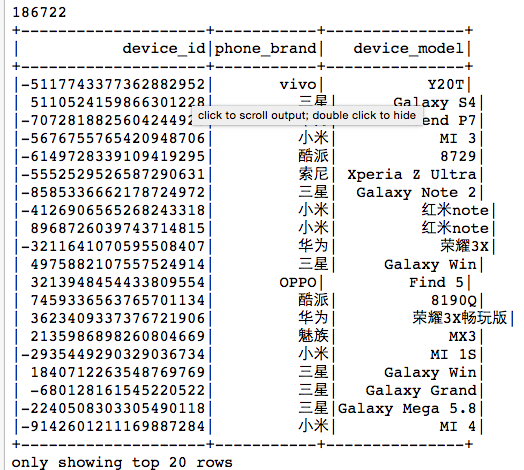 186722
+--------------------+-----------+--------------+
|           device_id|phone_brand|  device_model|
+--------------------+-----------+--------------+
|-5117743377362882952|       vivo|          Y20T|
| 5110524159866301228|         三星|     Galaxy S4|
click to scroll output; double click to hide
|-707281882560424492 end P7|
|-5676755765420948706|         小米|          MI 3|
|-6149728339109419295|         酷派|          8729|
|-5552529526587290631|         索尼|Xperia Z Ultra|
|-8585336662178724972|         三星| Galaxy Note 2|
|-4126906565268243318|         小米|        红米note|
| 8968726039743714815|         小米|        红米note|
|-3211641070595508407|         华为|          荣耀3X|
| 4975882107557524914|         三星|    Galaxy Win|
| 3213948454433809554|       OPPO|        Find 5|
| 7459336563765701134|         酷派|         8190Q|
| 3623409337376721906|         华为|       荣耀3X畅玩版|
| 2135986898260804669|         魅族|           MX3|
|-2935449290329036734|         小米|         MI 1S|
| 1840712263548769769|         三星|    Galaxy Win|
|  -680128161545220522|         三星|  Galaxy Grand|
|-2240508303305490118|         三星|Galaxy Mega 5.8|
|-9142601211169887284|         小米|          MI 4|
+--------------------+-----------+--------------+
only showing top 20 rows